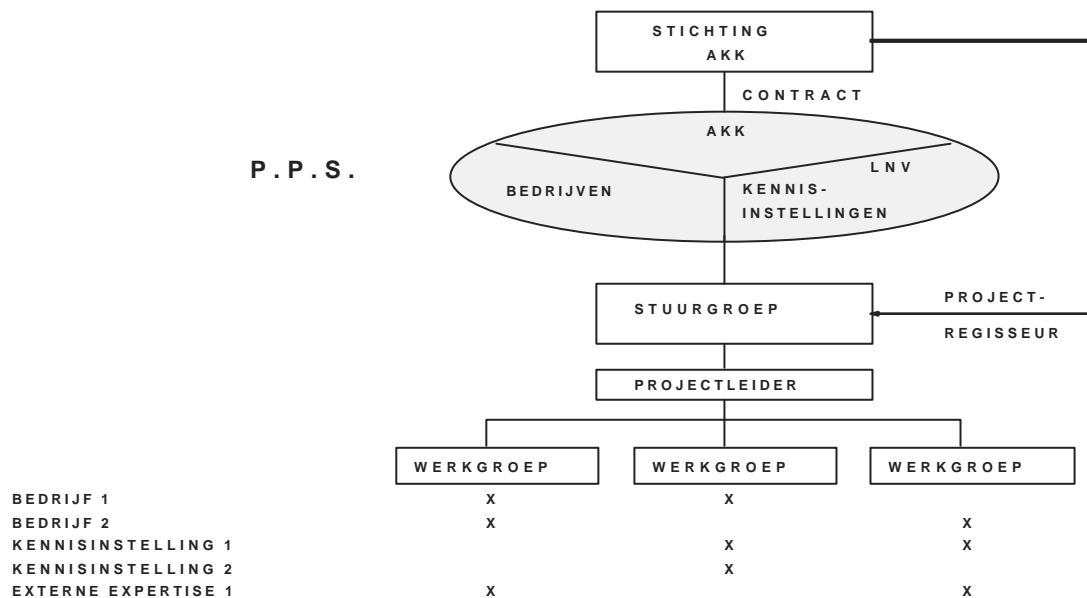 STICHTING
AKK
CONTRACT
AKK
P.P.S.
LNV
BEDRIJVEN
KENNIS-
INSTELLINGEN
STUURGROEP
PROJECT-
REGISSEUR
PROJECTLEIDER
WERKGROEP WERKGROEP WERKGROEP
BEDRIJF 1 X X
BEDRIJF 2 X X
KENNISINSTELLING 1 X X
KENNISINSTELLING 2 X
EXTERNE EXPERTISE 1 X X